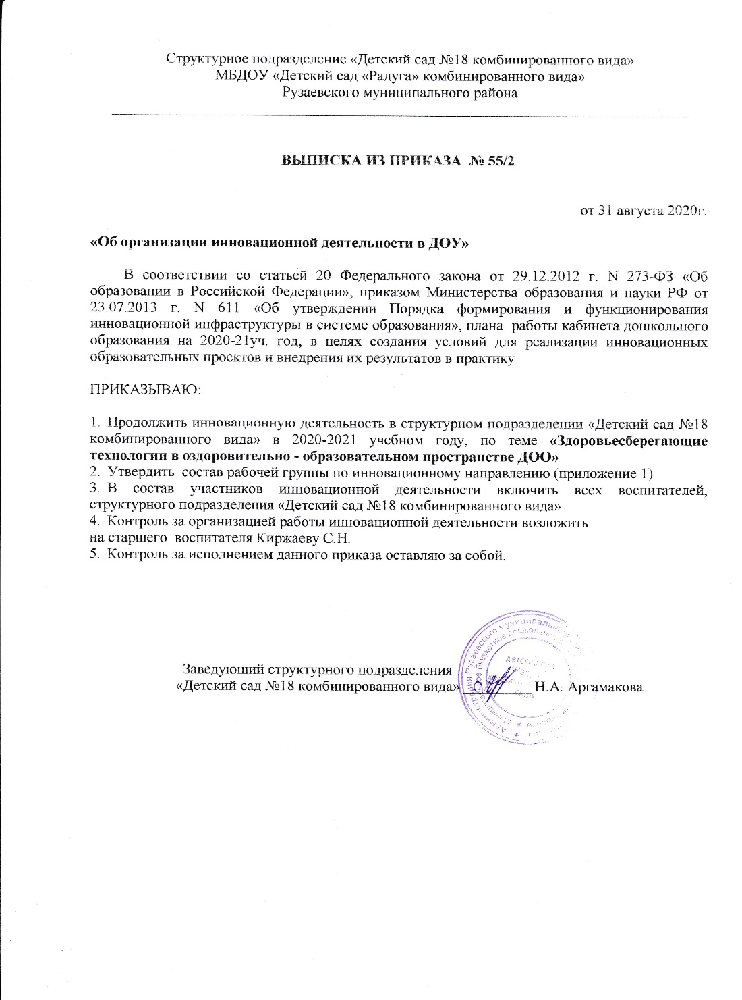 Структурное подразделение «Детский сад №18 комбинированного вида»
МБДОУ «Детский сад «Радуга» комбинированного вида»
Рузаевского муниципального района
ВЫПИСКА ИЗ ПРИКАЗА № 55/2
от 31 августа 2020г.
«Об организации инновационной деятельности в ДОУ»
В соответствии со статьей 20 Федерального закона от 29.12.2012 г. N 273-ФЗ «Об
образовании в Российской Федерации», приказом Министерства образования и науки РФ от
23.07.2013 г. N 611 «Об утверждении Порядка формирования и функционирования
инновационной инфраструктуры в системе образования», плана работы кабинета дошкольного
образования на 2020-21уч. год, в целях создания условий для реализации инновационных
образовательных проектов и внедрения их результатов в практику
ПРИКАЗЫВАЮ:
1. Продолжить инновационную деятельность в структурном подразделении «Детский сад №18
комбинированного вида» в 2020-2021 учебном году, по теме «Здоровьесберегающие
технологии в оздоровительно - образовательном пространстве ДОО»
2. Утвердить состав рабочей группы по инновационному направлению (приложение 1)
3. В состав участников инновационной деятельности включить всех воспитателей,
структурного подразделения «Детский сад №18 комбинированного вида»
4. Контроль за организацией работы инновационной деятельности возложить
на старшего воспитателя Киржаеву С.Н.
5. Контроль за исполнением данного приказа оставляю за собой.
Заведующий структурного подразделения
«Детский сад №18 комбинированного вида» Н.А. Аргамакова
Администрация Рузаевского
бюджетное